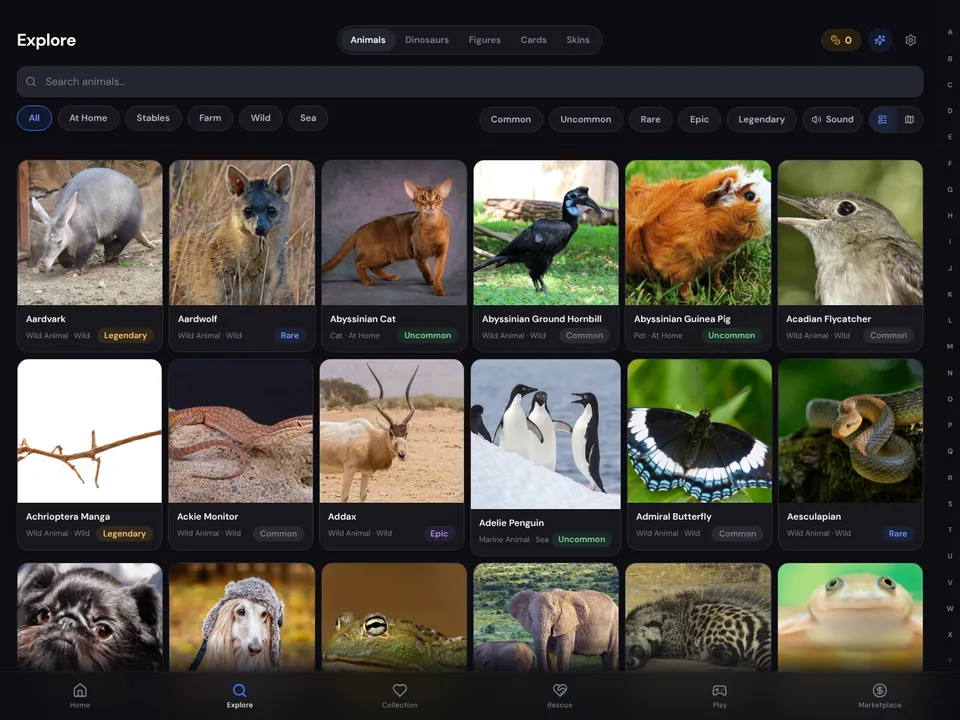 Explore
Animals Dinosaurs Figures Cards Skins
0
Search animals...
All At Home Stables Farm Wild Sea
Common Uncommon Rare Epic Legendary Sound
Aardvark
Wild Animal · Wild Legendary
Aardwolf
Wild Animal · Wild Rare
Abyssinian Cat
Cat · At Home Uncommon
Abyssinian Ground Hornbill
Wild Animal · Wild Common
Abyssinian Guinea Pig
Pet · At Home Uncommon
Acadian Flycatcher
Wild Animal · Wild Common
Achrioptera Manga
Wild Animal · Wild Legendary
Ackie Monitor
Wild Animal · Wild Common
Addax
Wild Animal · Wild Epic
Adelie Penguin
Marine Animal · Sea Uncommon
Admiral Butterfly
Wild Animal · Wild Common
Aesculapian
Wild Animal · Wild Rare
Home
Explore
Collection
Rescue
Play
Marketplace
A
B
C
D
E
F
G
H
I
J
K
L
M
N
O
P
Q
R
S
T
U
V
W
X
Y